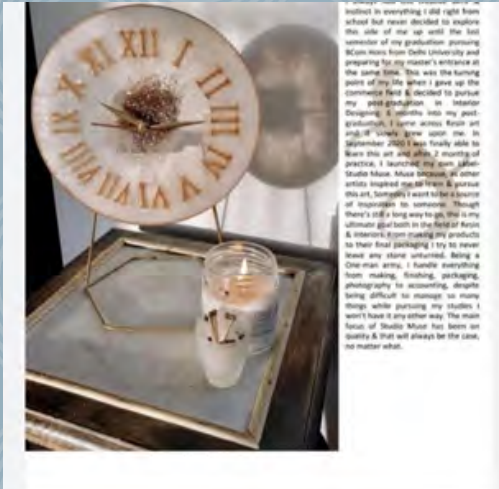 instinct in everything I did right from
school but never decided to explore
this side of me up until the last
semester of my graduation pursuing
BCom Hons from Delhi University and
preparing for my master's entrance at
the same time. This was the turning
point of my life when I gave up the
commerce field & decided to pursue
my post-graduation in Interior
Designing. 6 months into my post-
graduation, I came across Resin art
and it slowly grew upon me. In
September 2020 I was finally able to
learn this art and after 2 months of
practice, I launched my own Label-
Studio Muse. Muse because, as other
artists inspired me to learn & pursue
this art, Someday I want to be a source
of inspiration to someone. Though
there's still a long way to go, this is my
ultimate goal both in the field of Resin
& Interiors. From making my products
to their final packaging I try to never
leave any stone unturned. Being a
One-man army, I handle everything
from making, finishing, packaging,
photography to accounting, despite
being difficult to manage so many
things while pursuing my studies I
won't have it any other way. The main
focus of Studio Muse has been on
quality & that will always be the case,
no matter what.
XII
I
II
III
IV
V
VI
VII
VIII
IX
X
XI